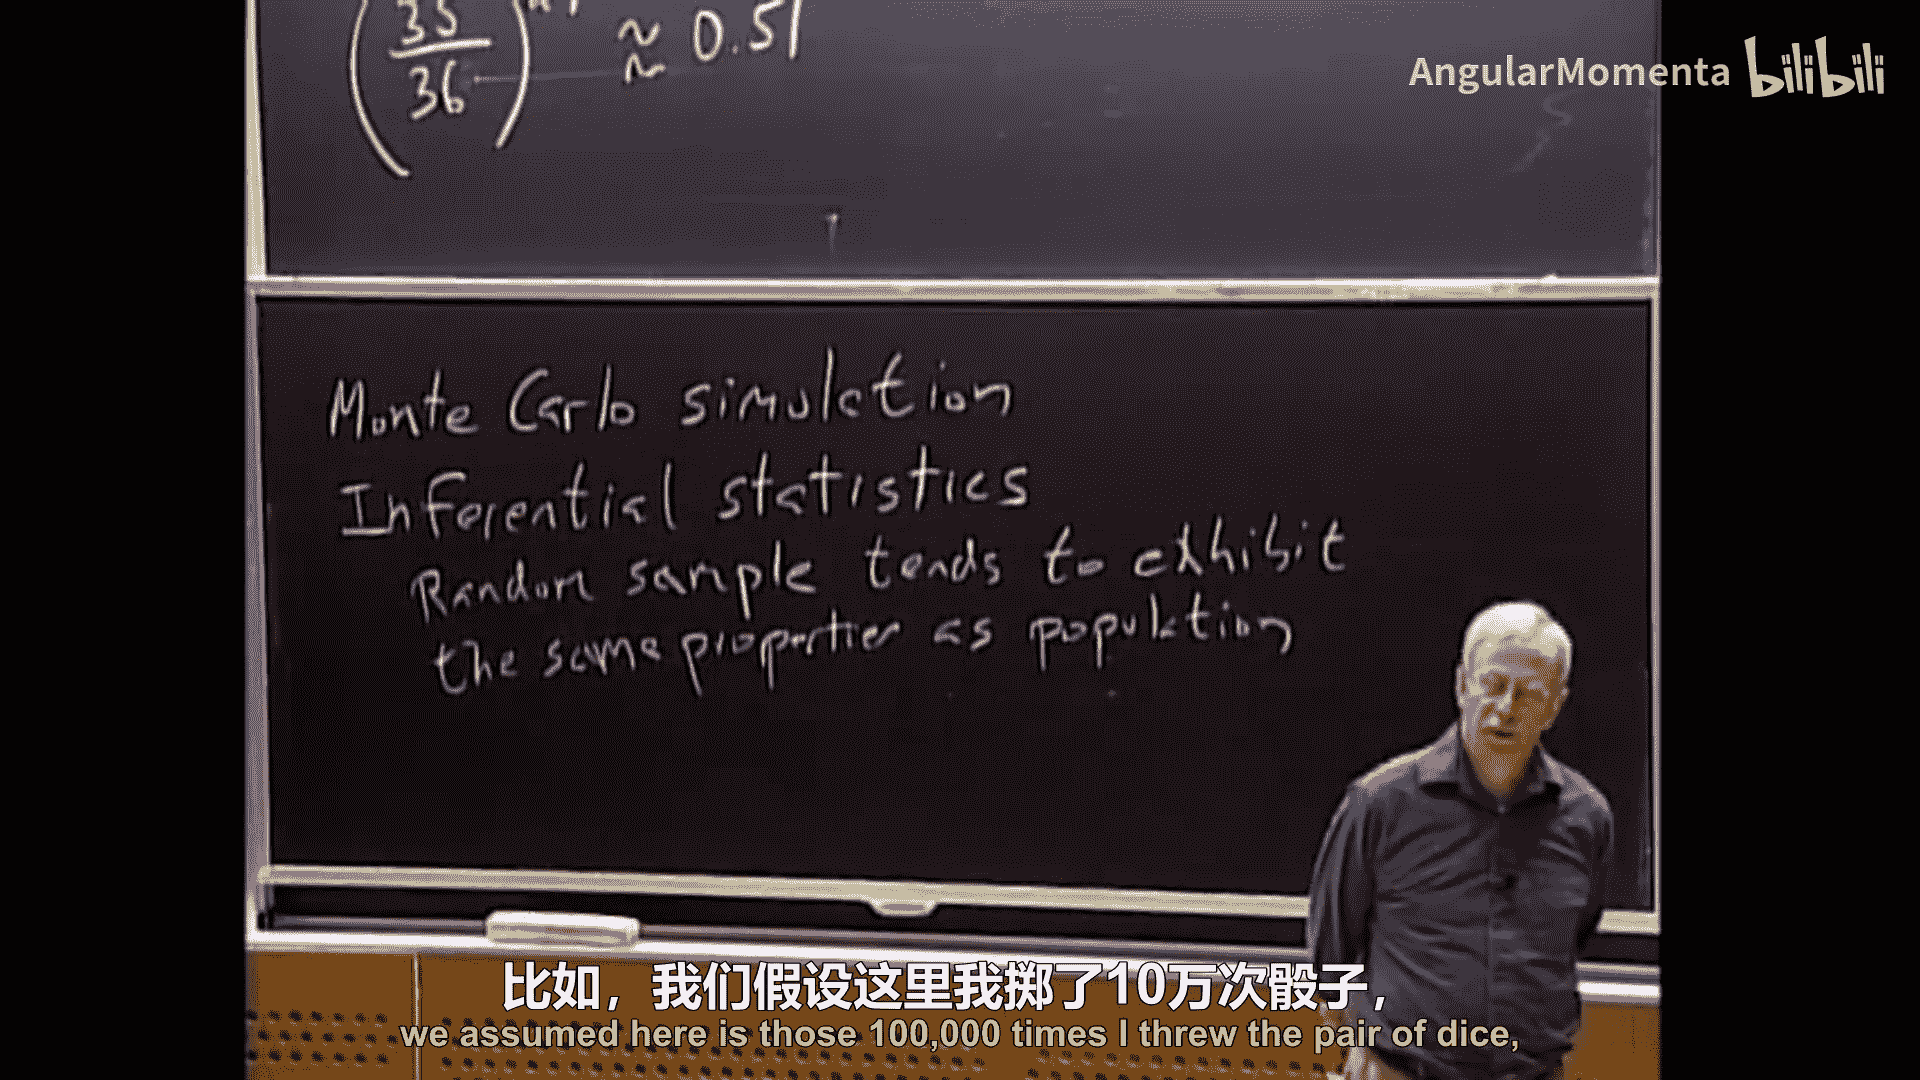 (35/36)^24 ≈ 0.51
AngularMomenta bilibili
Monte Carlo simulation
Inferential statistics
Random sample tends to exhibit
the same properties as population
比如，我们假设这里我掷了10万次骰子，
we assumed here is those 100,000 times I threw the pair of dice,